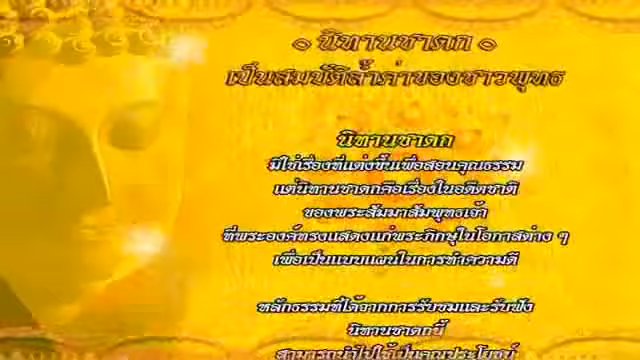 ๐ นิทานชาดก ๐
เป็นสมบัติล้ำค่าของชาวพุทธ
นิทานชาดก
มิใช่เรื่องที่แต่งขึ้นเพื่อสอนคุณธรรม
แต่นิทานชาดกคือเรื่องในอดีตชาติ
ของพระสัมมาสัมพุทธเจ้า
ที่พระองค์ทรงแสดงแก่พระภิกษุในโอกาสต่าง ๆ
เพื่อเป็นแบบแผนในการทำความดี
หลักธรรมที่ได้จากการรับชมและรับฟัง
นิทานชาดกนี้
สามารถนำไปใช้เป็นคุณประโยชน์